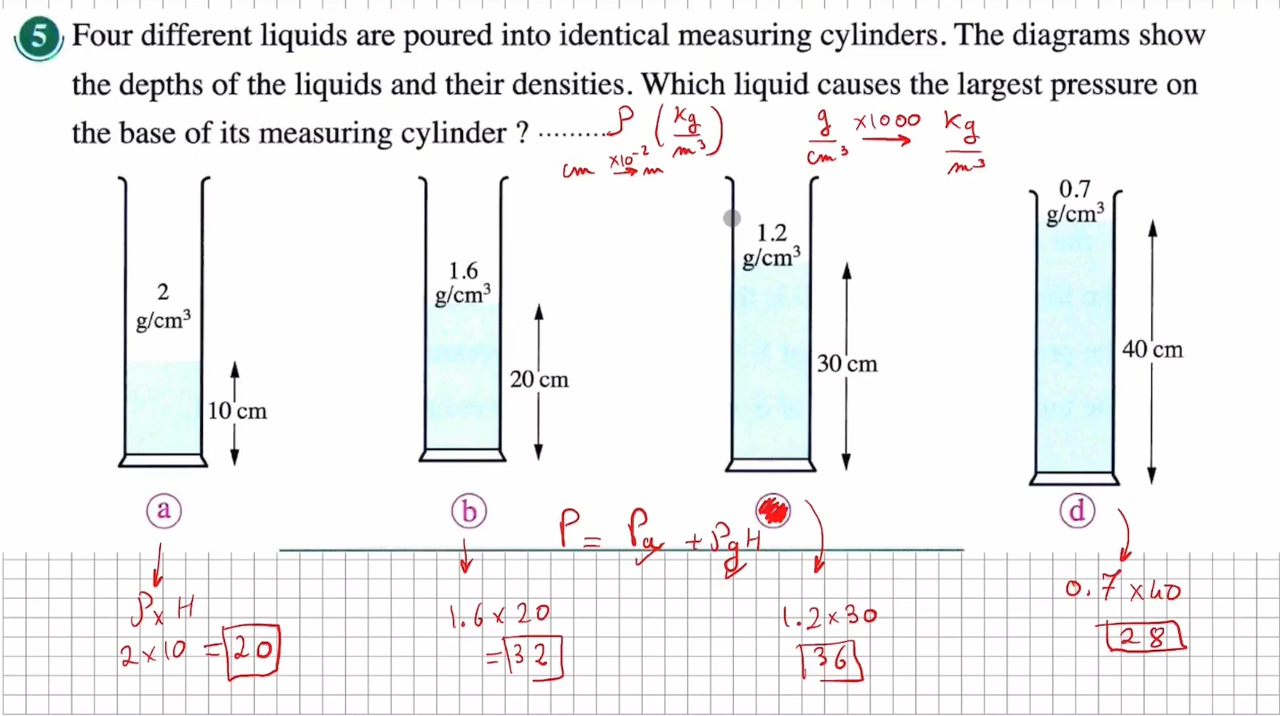 5 Four different liquids are poured into identical measuring cylinders. The diagrams show
the depths of the liquids and their densities. Which liquid causes the largest pressure on
the base of its measuring cylinder ? .........
ρ (kg/m³)
cm ×10⁻² → m
g/cm³ ×1000 → kg/m³
2
g/cm³
10 cm
1.6
g/cm³
20 cm
1.2
g/cm³
30 cm
0.7
g/cm³
40 cm
a
b
d
P = Pa + ρgH
ρ × H
2 × 10 = 20
1.6 × 20
= 32
1.2 × 30
36
0.7 × 40
28